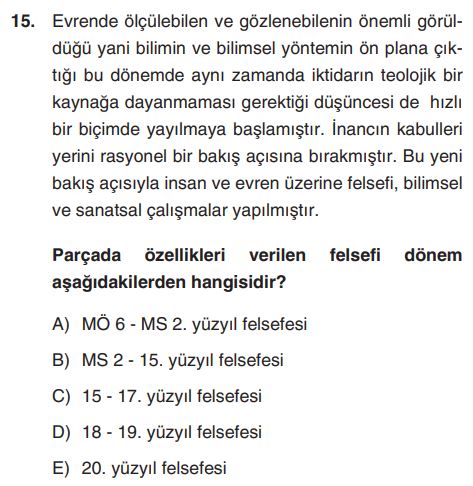 15. Evrende ölçülebilen ve gözlenebilenin önemli görül-
düğü yani bilimin ve bilimsel yöntemin ön plana çık-
tığı bu dönemde aynı zamanda iktidarın teolojik bir
kaynağa dayanmaması gerektiği düşüncesi de hızlı
bir biçimde yayılmaya başlamıştır. İnancın kabulleri
yerini rasyonel bir bakış açısına bırakmıştır. Bu yeni
bakış açısıyla insan ve evren üzerine felsefi, bilimsel
ve sanatsal çalışmalar yapılmıştır.
Parçada özellikleri verilen felsefi dönem
aşağıdakilerden hangisidir?
A) MÖ 6 - MS 2. yüzyıl felsefesi
B) MS 2 - 15. yüzyıl felsefesi
C) 15 - 17. yüzyıl felsefesi
D) 18 - 19. yüzyıl felsefesi
E) 20. yüzyıl felsefesi